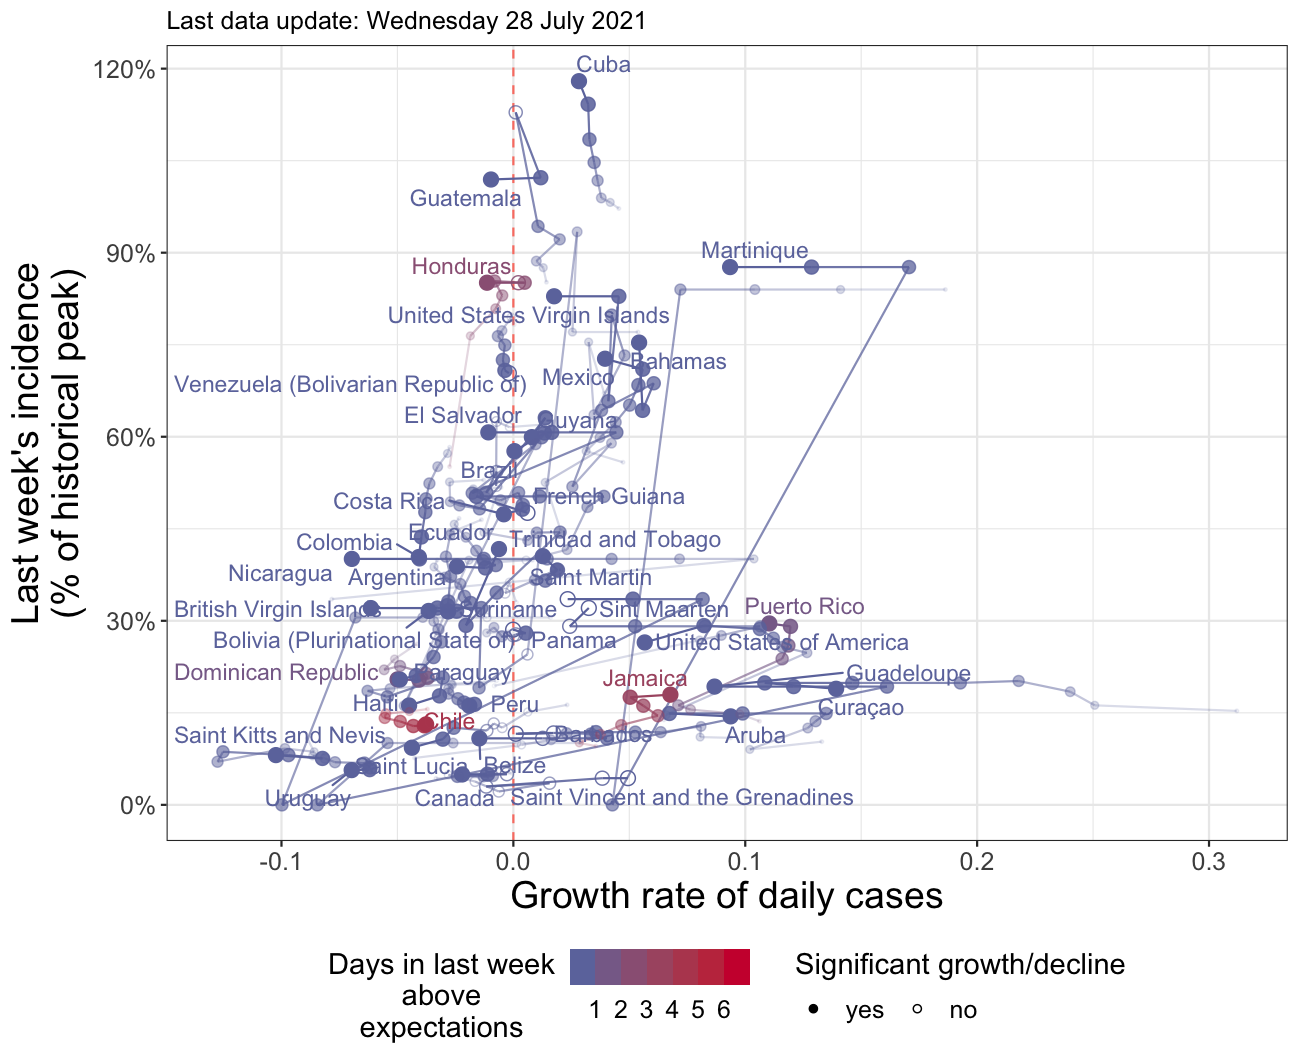 Last data update: Wednesday 28 July 2021
120%
90%
60%
30%
0%
Last week's incidence
(% of historical peak)
Cuba
Guatemala
Martinique
Honduras
United States Virgin Islands
Bahamas
Mexico
Venezuela (Bolivarian Republic of)
El Salvador
Guyana
Brazil
Costa Rica
French Guiana
Ecuador
Trinidad and Tobago
Colombia
Nicaragua
Argentina
Saint Martin
British Virgin Islands
Suriname
Sint Maarten
Puerto Rico
Bolivia (Plurinational State of)
Panama
United States of America
Dominican Republic
Paraguay
Jamaica
Guadeloupe
Haiti
Peru
Curaçao
Chile
Saint Kitts and Nevis
Barbados
Aruba
Saint Lucia
Belize
Uruguay
Canada
Saint Vincent and the Grenadines
-0.1
0.0
0.1
0.2
0.3
Growth rate of daily cases
Days in last week
above
expectations
1 2 3 4 5 6
Significant growth/decline
yes
no